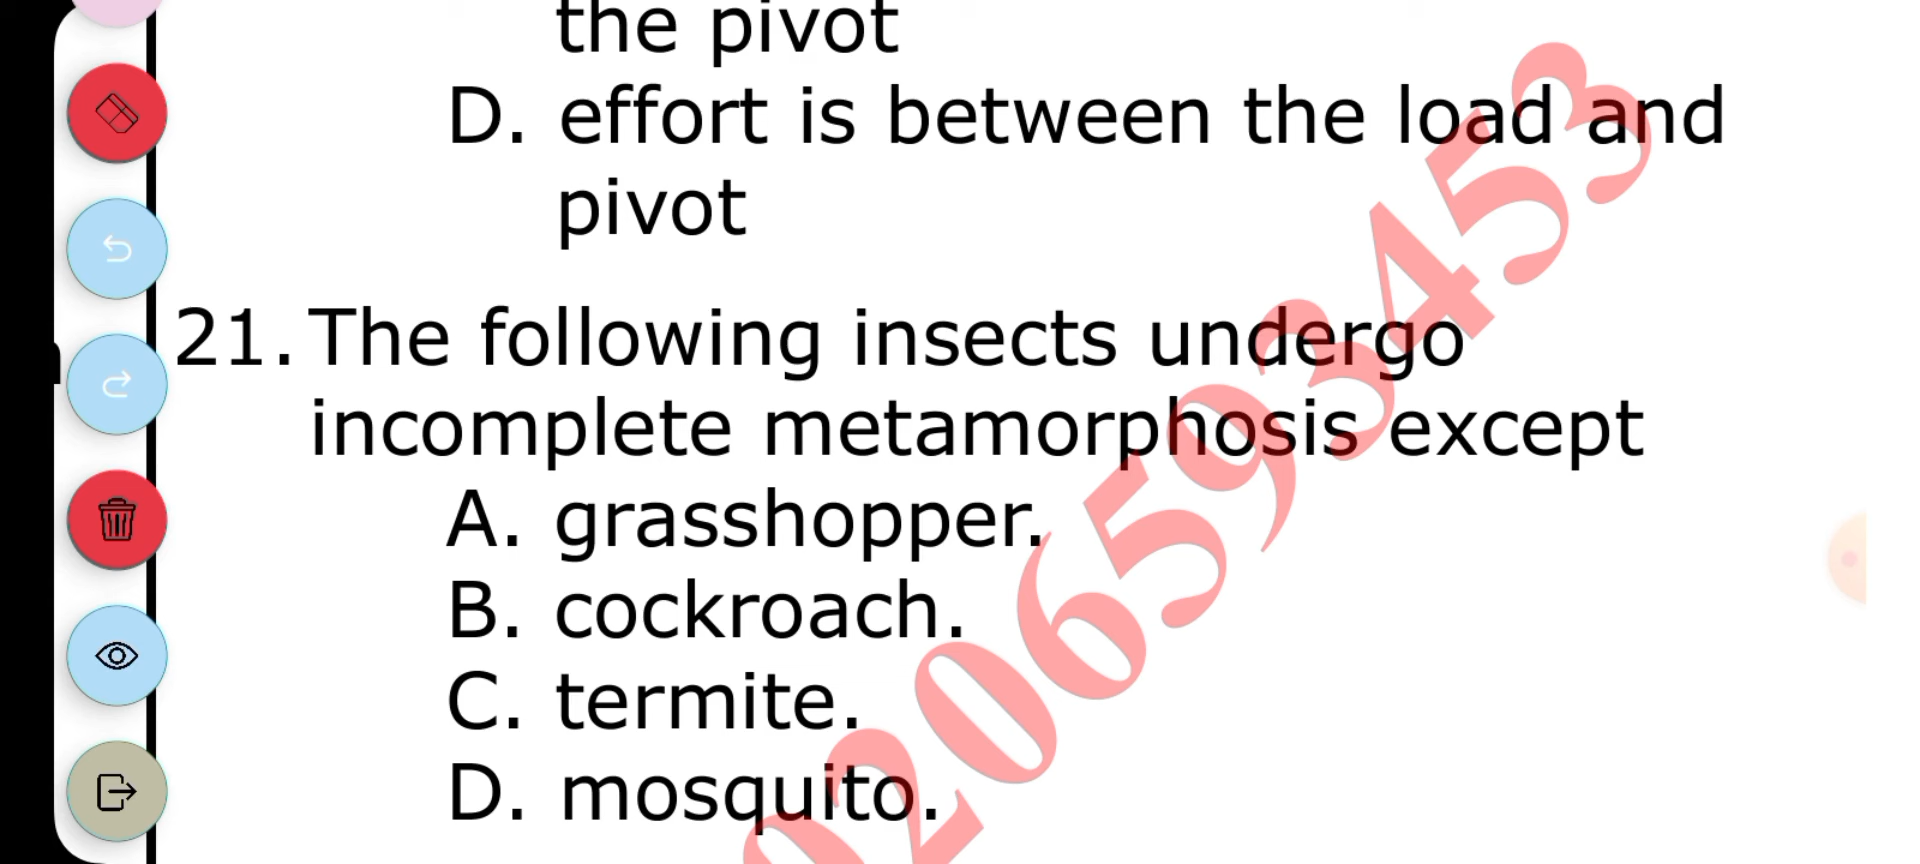 the pivot
D. effort is between the load and
pivot
21. The following insects undergo
incomplete metamorphosis except
A. grasshopper.
B. cockroach.
C. termite.
D. mosquito.
0206593453